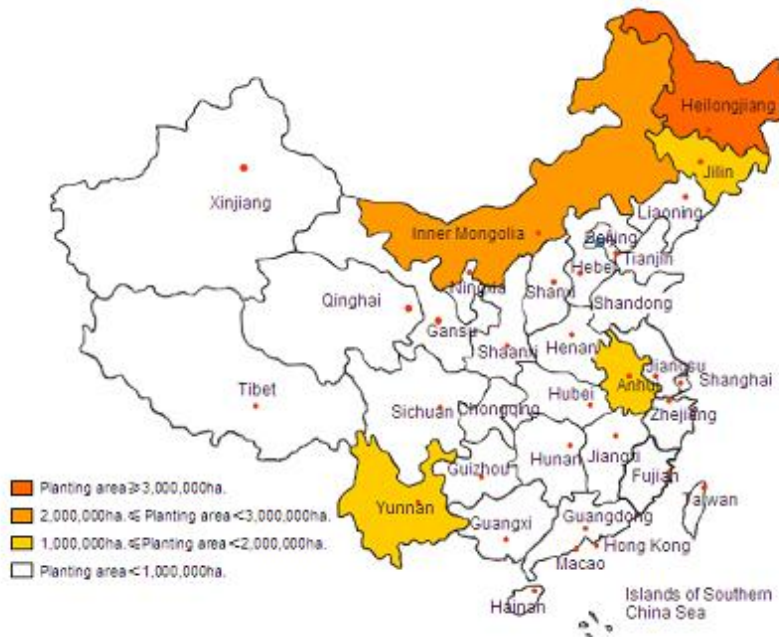 Heilongjiang
Jilin
Xinjiang
Inner Mongolia
Liaoning
Beijing
Tianjin
Hebei
Ningxia
Shanxi
Qinghai
Shandong
Gansu
Shaanxi
Henan
Jiangsu
Anhui
Shanghai
Tibet
Hubei
Zhejiang
Sichuan
Chongqing
Hunan
Jiangxi
Guizhou
Fujian
Taiwan
Yunnan
Guangxi
Guangdong
Hong Kong
Macao
Hainan
Islands of Southern
China Sea
Planting area≥3,000,000ha.
2,000,000ha.≤ Planting area<3,000,000ha.
1,000,000ha.≤Planting area<2,000,000ha.
Planting area<1,000,000ha.